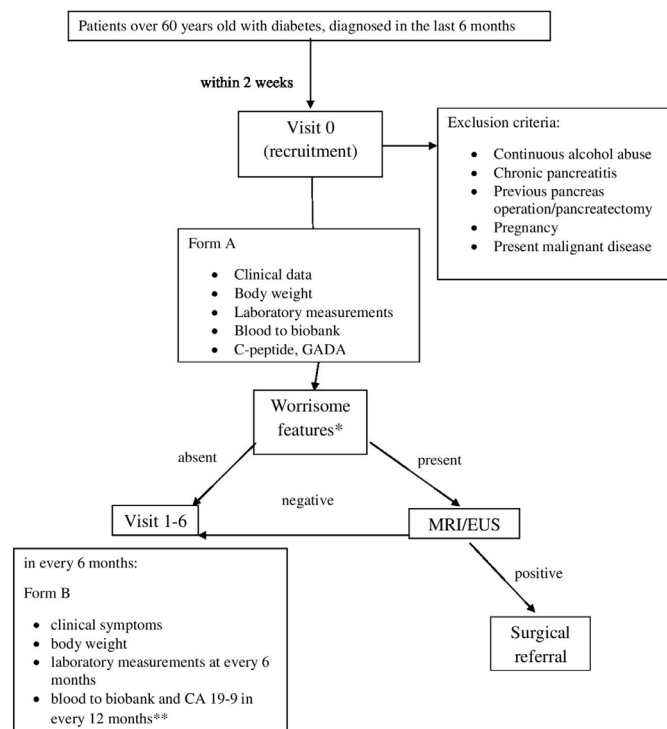 Patients over 60 years old with diabetes, diagnosed in the last 6 months
within 2 weeks
Visit 0
(recruitment)
Exclusion criteria:
• Continuous alcohol abuse
• Chronic pancreatitis
• Previous pancreas
operation/pancreatectomy
• Pregnancy
• Present malignant disease
Form A
• Clinical data
• Body weight
• Laboratory measurements
• Blood to biobank
• C-peptide, GADA
Worrisome
features*
absent
present
negative
Visit 1-6
MRI/EUS
in every 6 months:
Form B
• clinical symptoms
• body weight
• laboratory measurements at every 6
months
• blood to biobank and CA 19-9 in
every 12 months**
positive
Surgical
referral